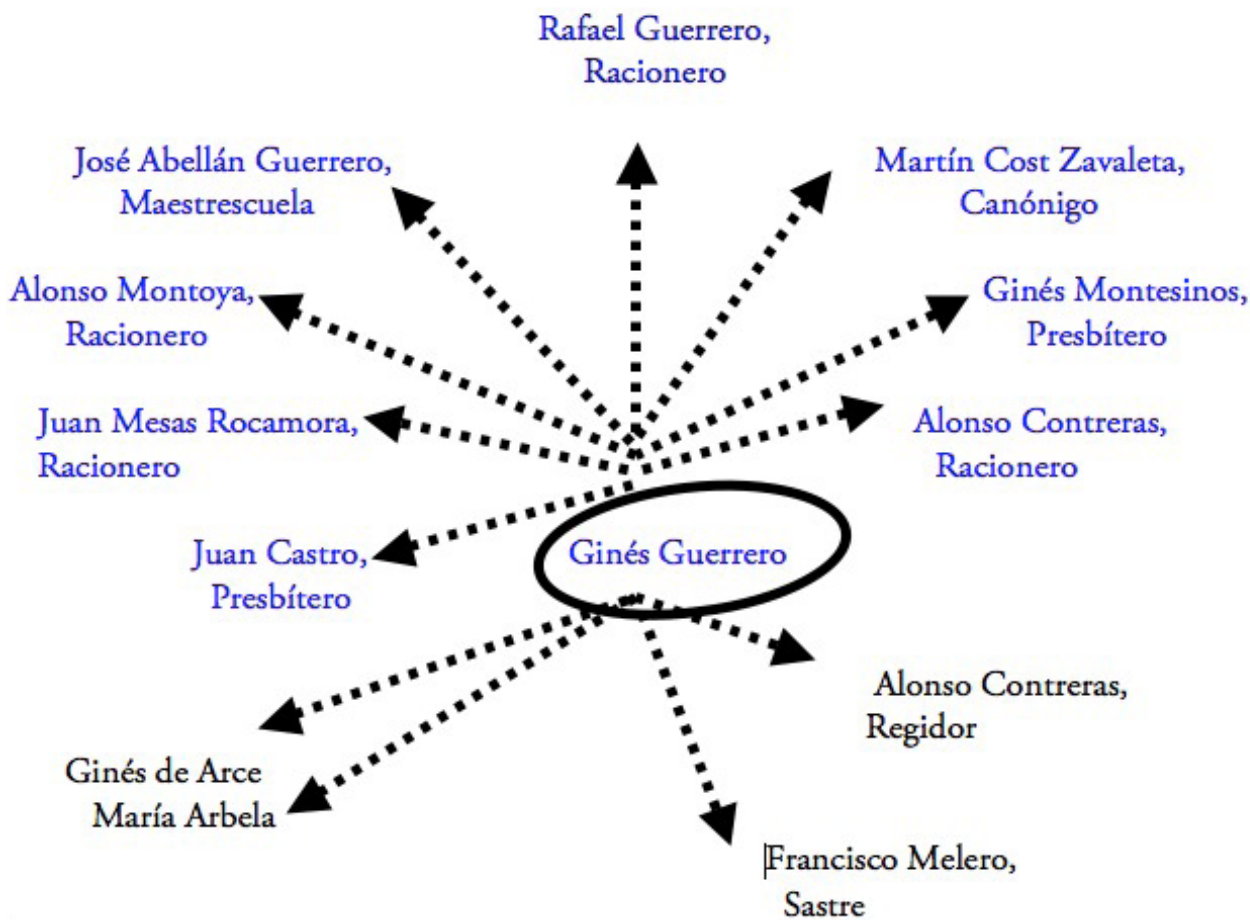 Rafael Guerrero,
Racionero
José Abellán Guerrero,
Maestrescuela
Martín Cost Zavaleta,
Canónigo
Alonso Montoya,
Racionero
Ginés Montesinos,
Presbítero
Juan Mesas Rocamora,
Racionero
Alonso Contreras,
Racionero
Juan Castro,
Presbítero
Ginés Guerrero
Alonso Contreras,
Regidor
Ginés de Arce
María Arbela
Francisco Melero,
Sastre